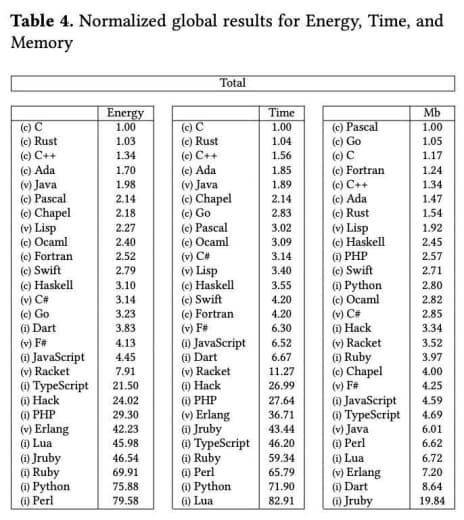 Table 4. Normalized global results for Energy, Time, and
Memory
Total
Energy
(c) C 1.00
(c) Rust 1.03
(c) C++ 1.34
(c) Ada 1.70
(v) Java 1.98
(c) Pascal 2.14
(c) Chapel 2.18
(v) Lisp 2.27
(c) Ocaml 2.40
(c) Fortran 2.52
(c) Swift 2.79
(c) Haskell 3.10
(v) C# 3.14
(c) Go 3.23
(i) Dart 3.83
(v) F# 4.13
(i) JavaScript 4.45
(v) Racket 7.91
(i) TypeScript 21.50
(i) Hack 24.02
(i) PHP 29.30
(v) Erlang 42.23
(i) Lua 45.98
(i) Jruby 46.54
(i) Ruby 69.91
(i) Python 75.88
(i) Perl 79.58
Time
(c) C 1.00
(c) Rust 1.04
(c) C++ 1.56
(c) Ada 1.85
(v) Java 1.89
(c) Chapel 2.14
(c) Go 2.83
(c) Pascal 3.02
(c) Ocaml 3.09
(v) C# 3.14
(v) Lisp 3.40
(c) Haskell 3.55
(c) Swift 4.20
(c) Fortran 4.20
(v) F# 6.30
(i) JavaScript 6.52
(i) Dart 6.67
(v) Racket 11.27
(i) Hack 26.99
(i) PHP 27.64
(v) Erlang 36.71
(i) Jruby 43.44
(i) TypeScript 46.20
(i) Ruby 59.34
(i) Perl 65.79
(i) Python 71.90
(i) Lua 82.91
Mb
(c) Pascal 1.00
(c) Go 1.05
(c) C 1.17
(c) Fortran 1.24
(c) C++ 1.34
(c) Ada 1.47
(c) Rust 1.54
(v) Lisp 1.92
(c) Haskell 2.45
(i) PHP 2.57
(c) Swift 2.71
(i) Python 2.80
(c) Ocaml 2.82
(v) C# 2.85
(i) Hack 3.34
(v) Racket 3.52
(i) Ruby 3.97
(c) Chapel 4.00
(v) F# 4.25
(i) JavaScript 4.59
(i) TypeScript 4.69
(v) Java 6.01
(i) Perl 6.62
(i) Lua 6.72
(v) Erlang 7.20
(i) Dart 8.64
(i) Jruby 19.84